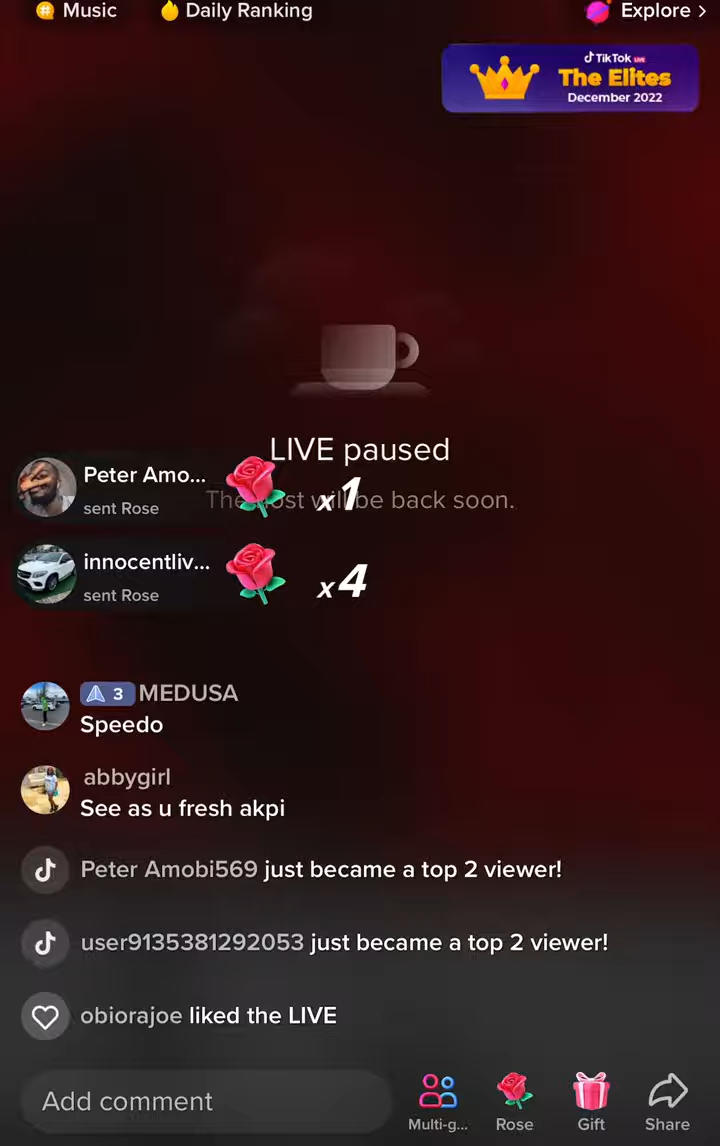 Music
Daily Ranking
Explore >
TikTok LIVE
The Elites
December 2022
LIVE paused
The host will be back soon.
Peter Amo...
sent Rose
x1
innocentliv...
sent Rose
x4
3 MEDUSA
Speedo
abbygirl
See as u fresh akpi
Peter Amobi569 just became a top 2 viewer!
user9135381292053 just became a top 2 viewer!
obiorajoe liked the LIVE
Add comment
Multi-g...
Rose
Gift
Share